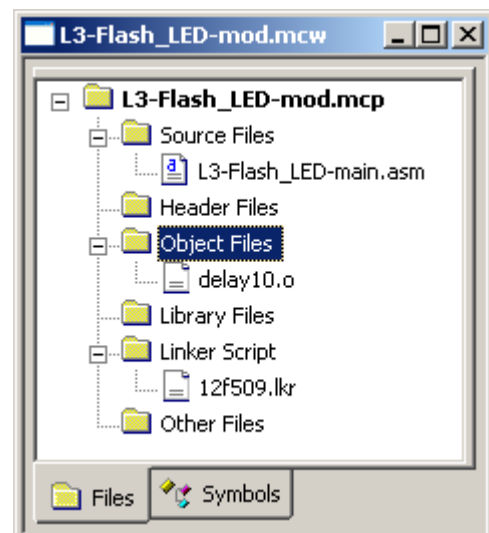 L3-Flash_LED-mod.mcw
L3-Flash_LED-mod.mcp
Source Files
a
L3-Flash_LED-main.asm
Header Files
Object Files
delay10.o
Library Files
Linker Script
12f509.lkr
Other Files
Files
Symbols